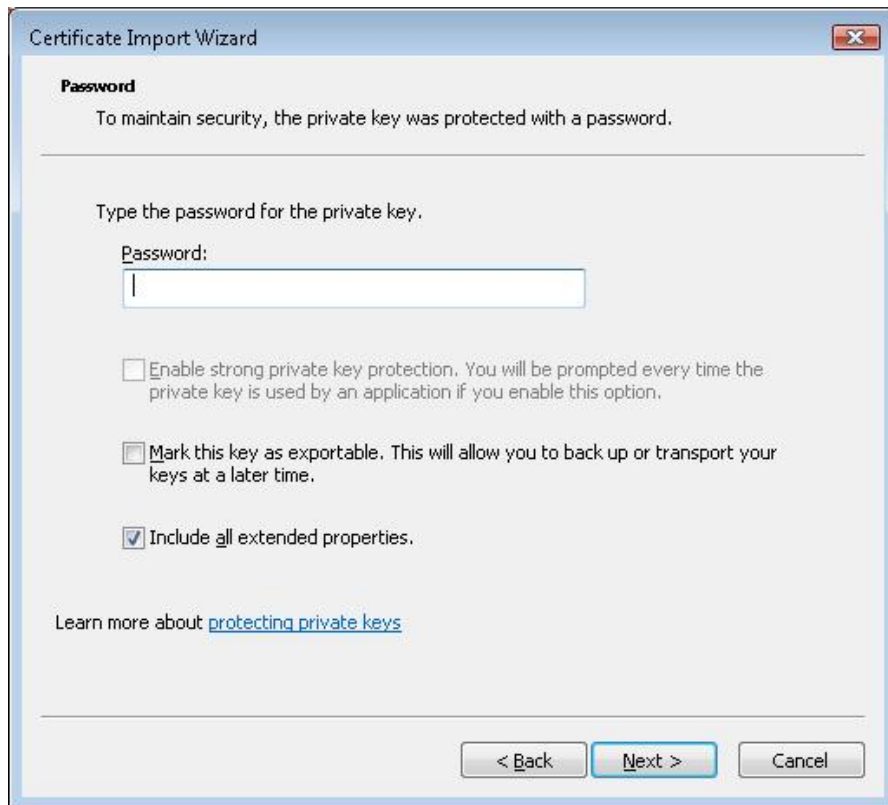 Certificate Import Wizard
Password
To maintain security, the private key was protected with a password.
Type the password for the private key.
Password:
Enable strong private key protection. You will be prompted every time the
private key is used by an application if you enable this option.
Mark this key as exportable. This will allow you to back up or transport your
keys at a later time.
Include all extended properties.
Learn more about protecting private keys
< Back Next > Cancel